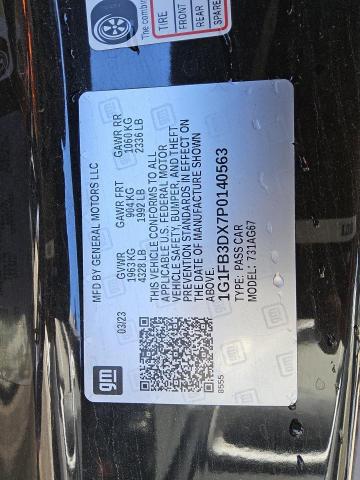 The combin
TIRE
FRONT
REAR
SPARE
MFD BY GENERAL MOTORS LLC
03/23
GVWR
1963 KG
4328 LB
GAWR FRT
904 KG
1992 LB
GAWR RR
1060 KG
2336 LB
THIS VEHICLE CONFORMS TO ALL
APPLICABLE U.S. FEDERAL MOTOR
VEHICLE SAFETY, BUMPER, AND THEFT
PREVENTION STANDARDS IN EFFECT ON
THE DATE OF MANUFACTURE SHOWN
ABOVE.
1G1FB3DX7P0140563
TYPE: PASS CAR
MODEL: 731AG67
gm
8555